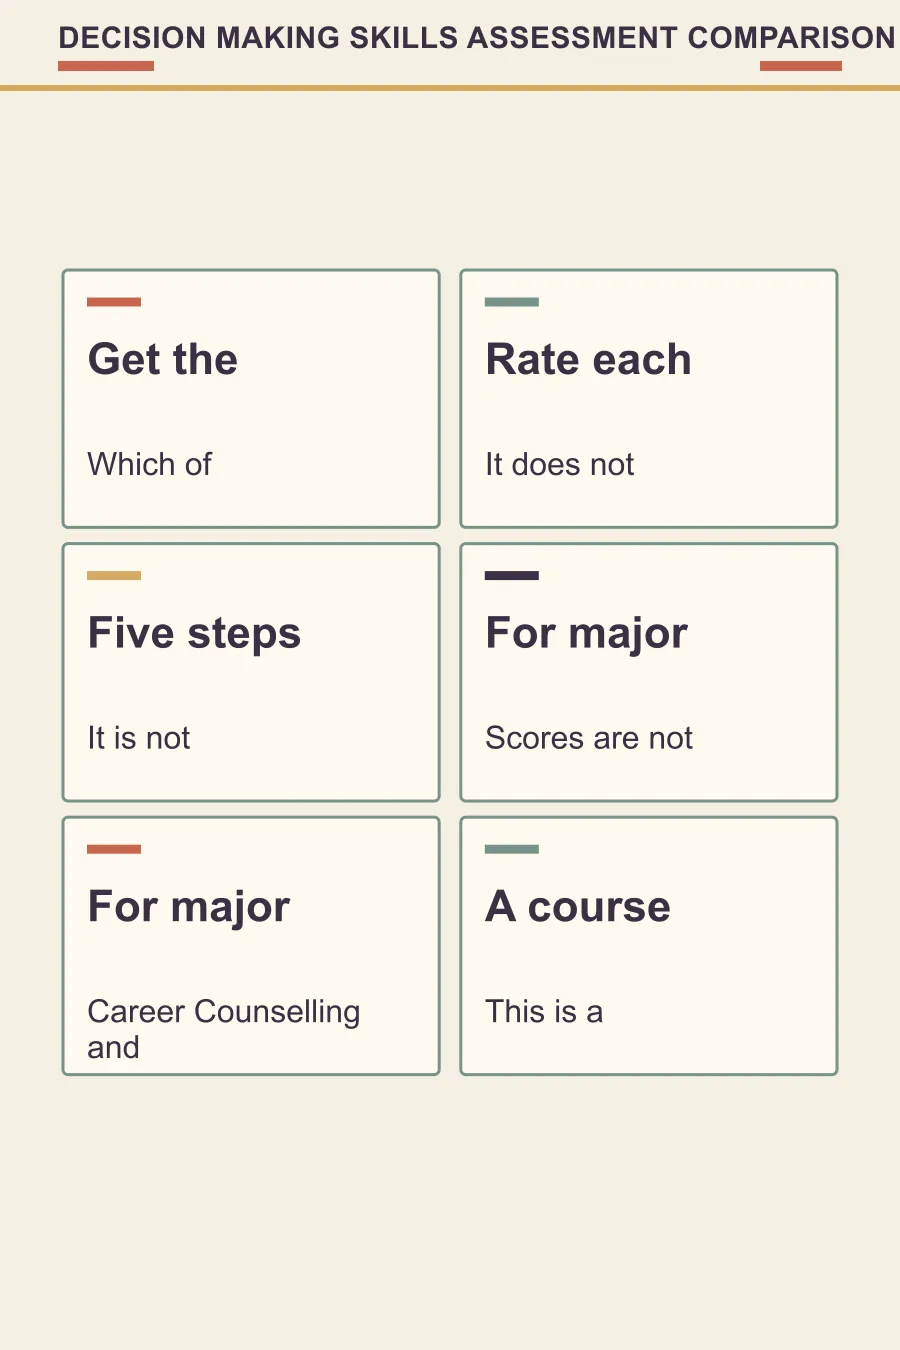 DECISION MAKING SKILLS ASSESSMENT COMPARISON
Get the
Which of
Rate each
It does not
Five steps
It is not
For major
Scores are not
For major
Career Counselling
and
A course
This is a